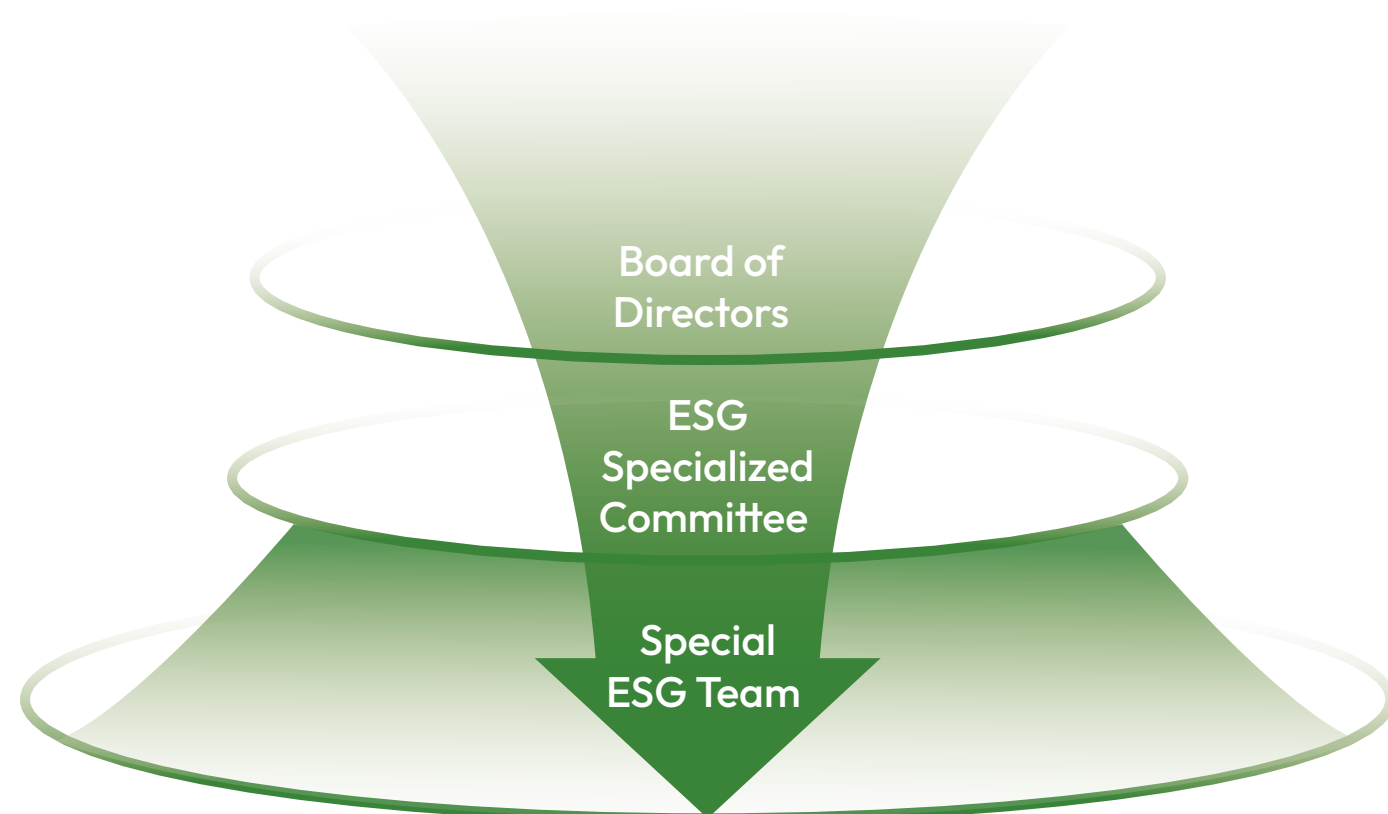 Board of
Directors
ESG
Specialized
Committee
Special
ESG Team